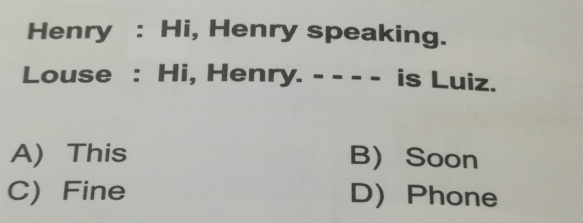 Henry : Hi, Henry speaking.
Louse : Hi, Henry. - - - - is Luiz.
A) This B) Soon
C) Fine D) Phone